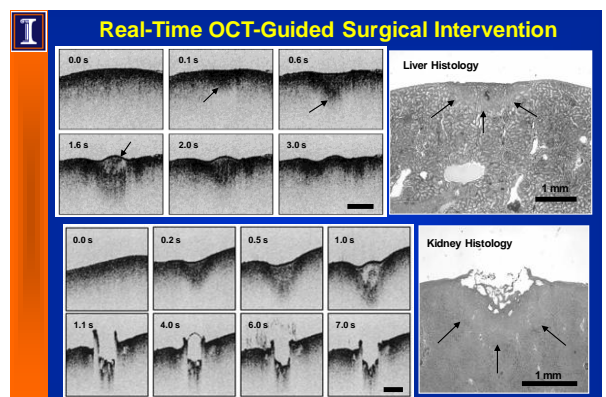 I
Real-Time OCT-Guided Surgical Intervention
0.0 s
0.1 s
0.6 s
1.6 s
2.0 s
3.0 s
Liver Histology
1 mm
0.0 s
0.2 s
0.5 s
1.0 s
1.1 s
4.0 s
6.0 s
7.0 s
Kidney Histology
1 mm